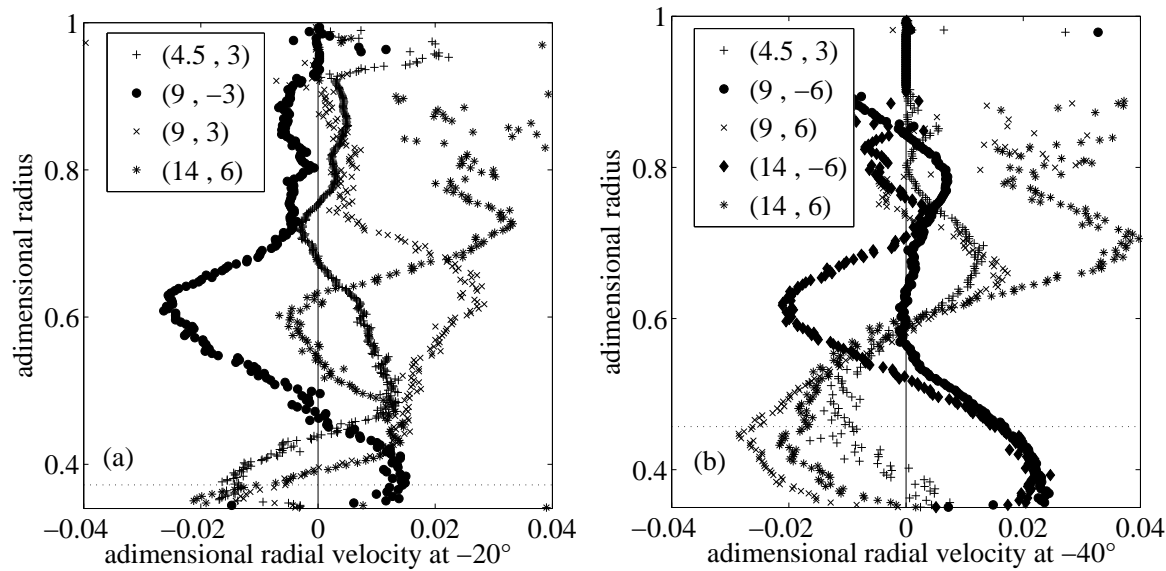 1
0.8
0.6
0.4
−0.04
−0.02
0
0.02
0.04
adimensional radius
adimensional radial velocity at −20°
(4.5 , 3)
(9 , −3)
(9 , 3)
(14 , 6)
(a)
1
0.8
0.6
0.4
−0.04
−0.02
0
0.02
0.04
adimensional radius
adimensional radial velocity at −40°
(4.5 , 3)
(9 , −6)
(9 , 6)
(14 , −6)
(14 , 6)
(b)